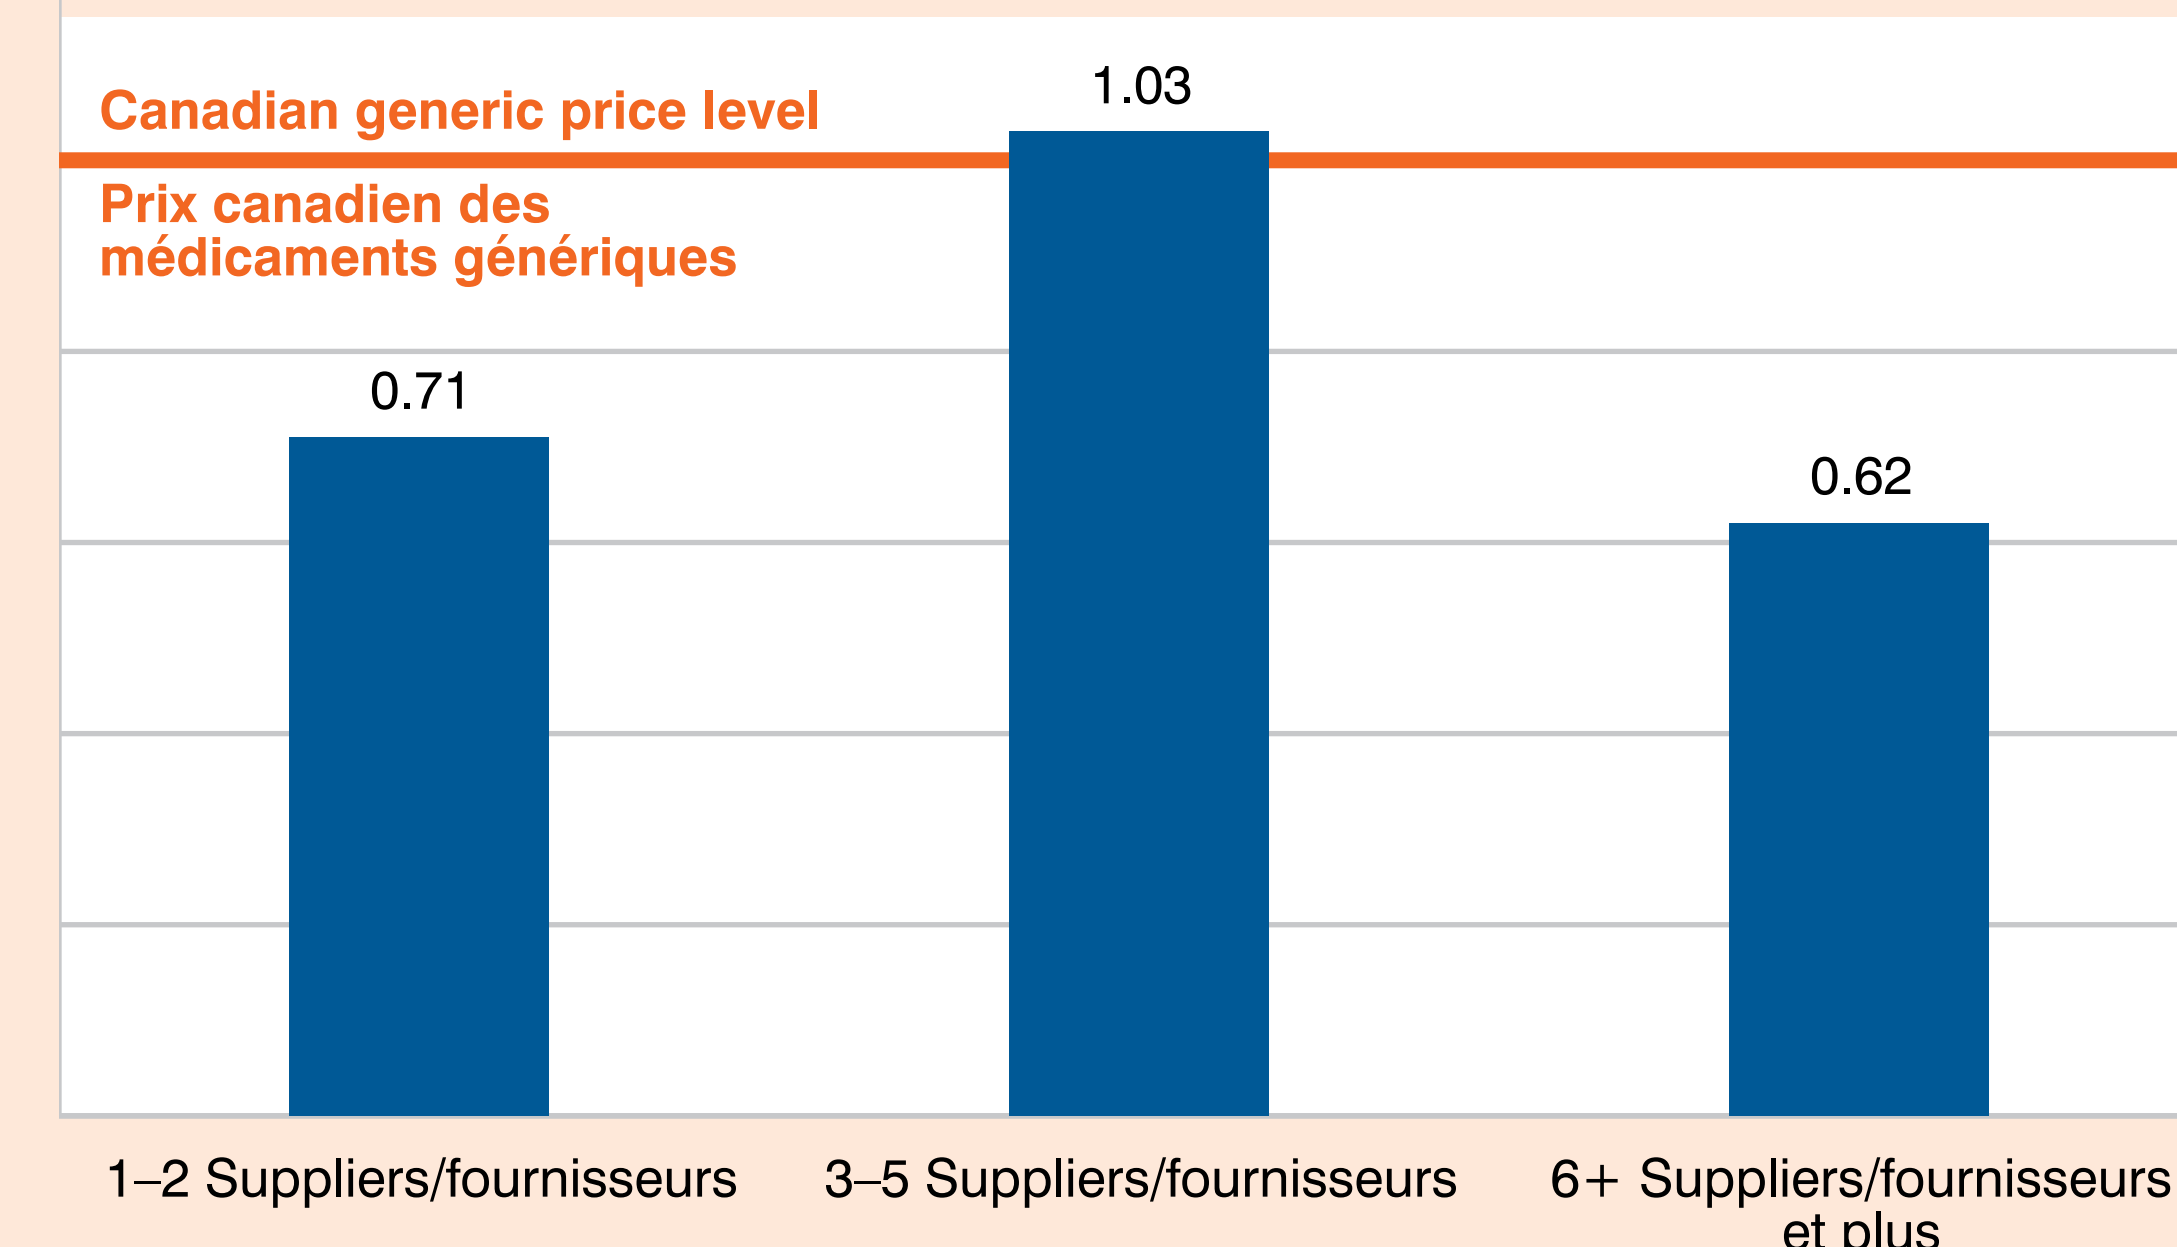 1.03
Canadian generic price level
Prix canadien des
médicaments génériques
0.71
0.62
1–2 Suppliers/fournisseurs
3–5 Suppliers/fournisseurs
6+ Suppliers/fournisseurs
et plus